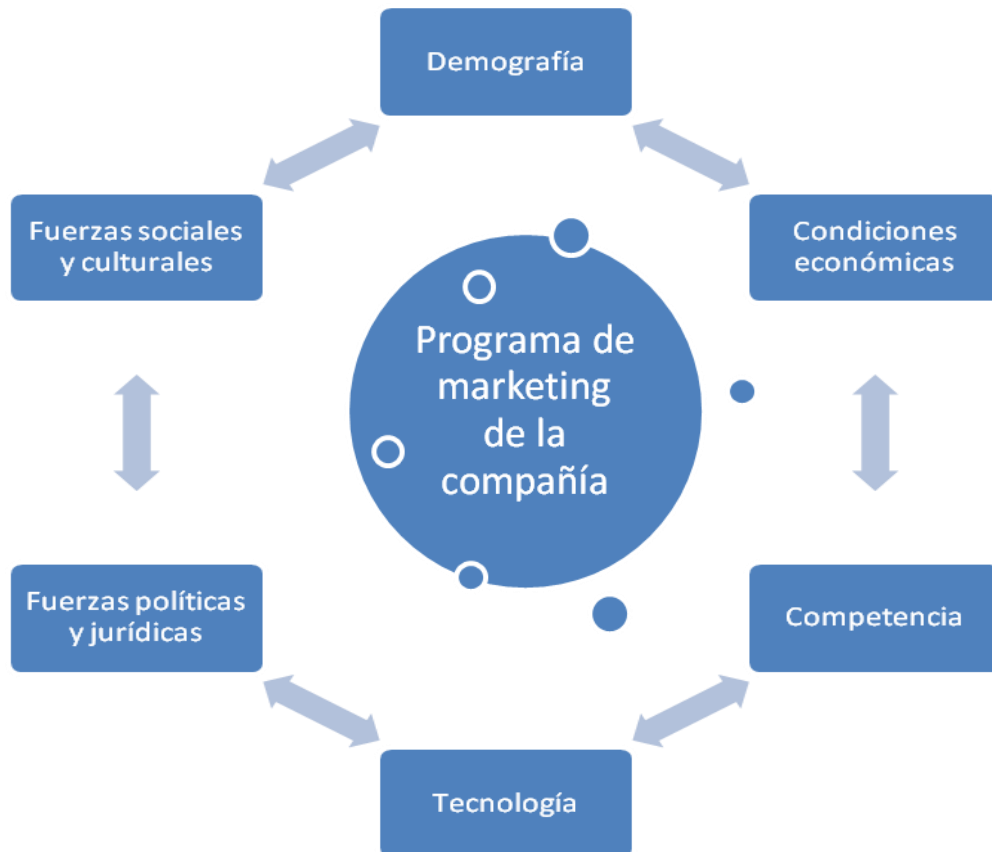 Demografía
Fuerzas sociales
y culturales
Condiciones
económicas
Programa de
marketing
de la
compañía
Fuerzas políticas
y jurídicas
Competencia
Tecnología